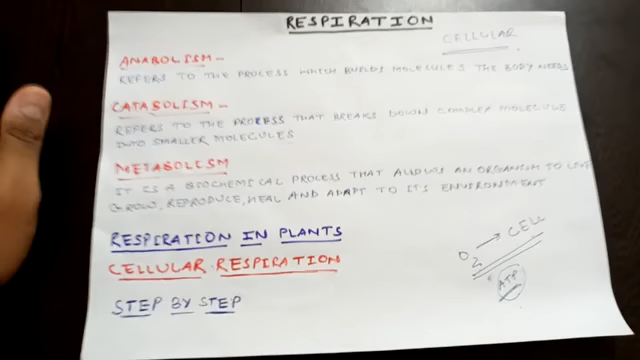 RESPIRATION
CELLULAR
ANABOLISM -
REFERS TO THE PROCESS WHICH BUILDS MOLECULES THE BODY NEEDS
CATABOLISM -
REFERS TO THE PROCESS THAT BREAKS DOWN COMPLEX MOLECULE
INTO SMALLER MOLECULES
METABOLISM
IT IS A BIOCHEMICAL PROCESS THAT ALLOWS AN ORGANISM TO LIVE
GROW, REPRODUCE, HEAL AND ADAPT TO ITS ENVIRONMENT
RESPIRATION IN PLANTS
CELLULAR RESPIRATION
O2 → CELL
ATP
STEP BY STEP